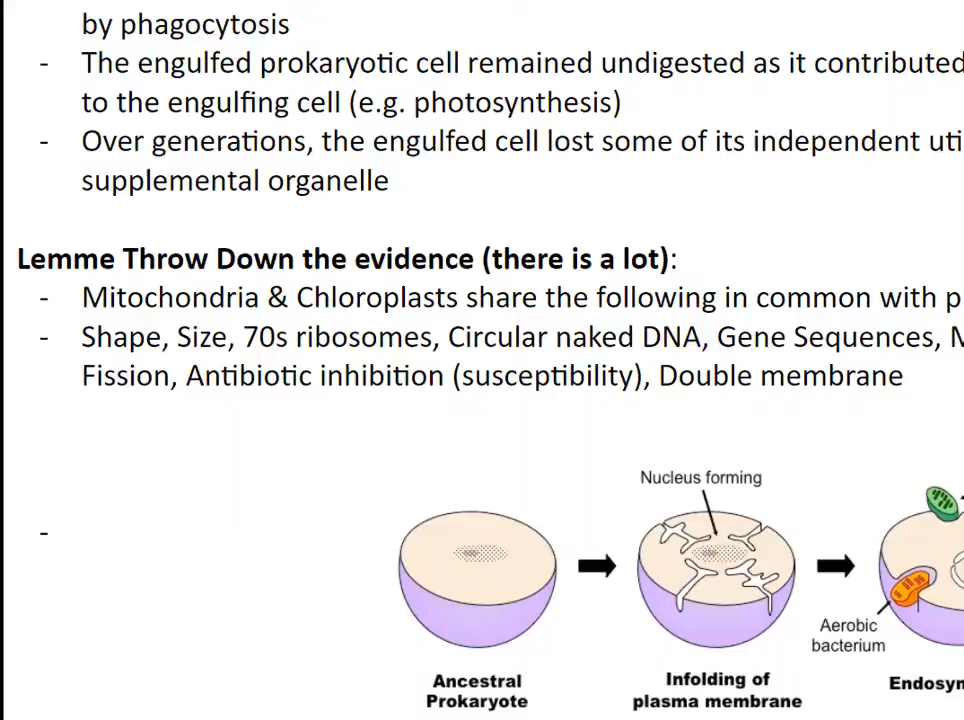 by phagocytosis
- The engulfed prokaryotic cell remained undigested as it contributed
to the engulfing cell (e.g. photosynthesis)
- Over generations, the engulfed cell lost some of its independent uti
supplemental organelle
Lemme Throw Down the evidence (there is a lot):
- Mitochondria & Chloroplasts share the following in common with p
- Shape, Size, 70s ribosomes, Circular naked DNA, Gene Sequences, M
Fission, Antibiotic inhibition (susceptibility), Double membrane
-
Nucleus forming
Aerobic
bacterium
Ancestral
Prokaryote
Infolding of
plasma membrane
Endosyn